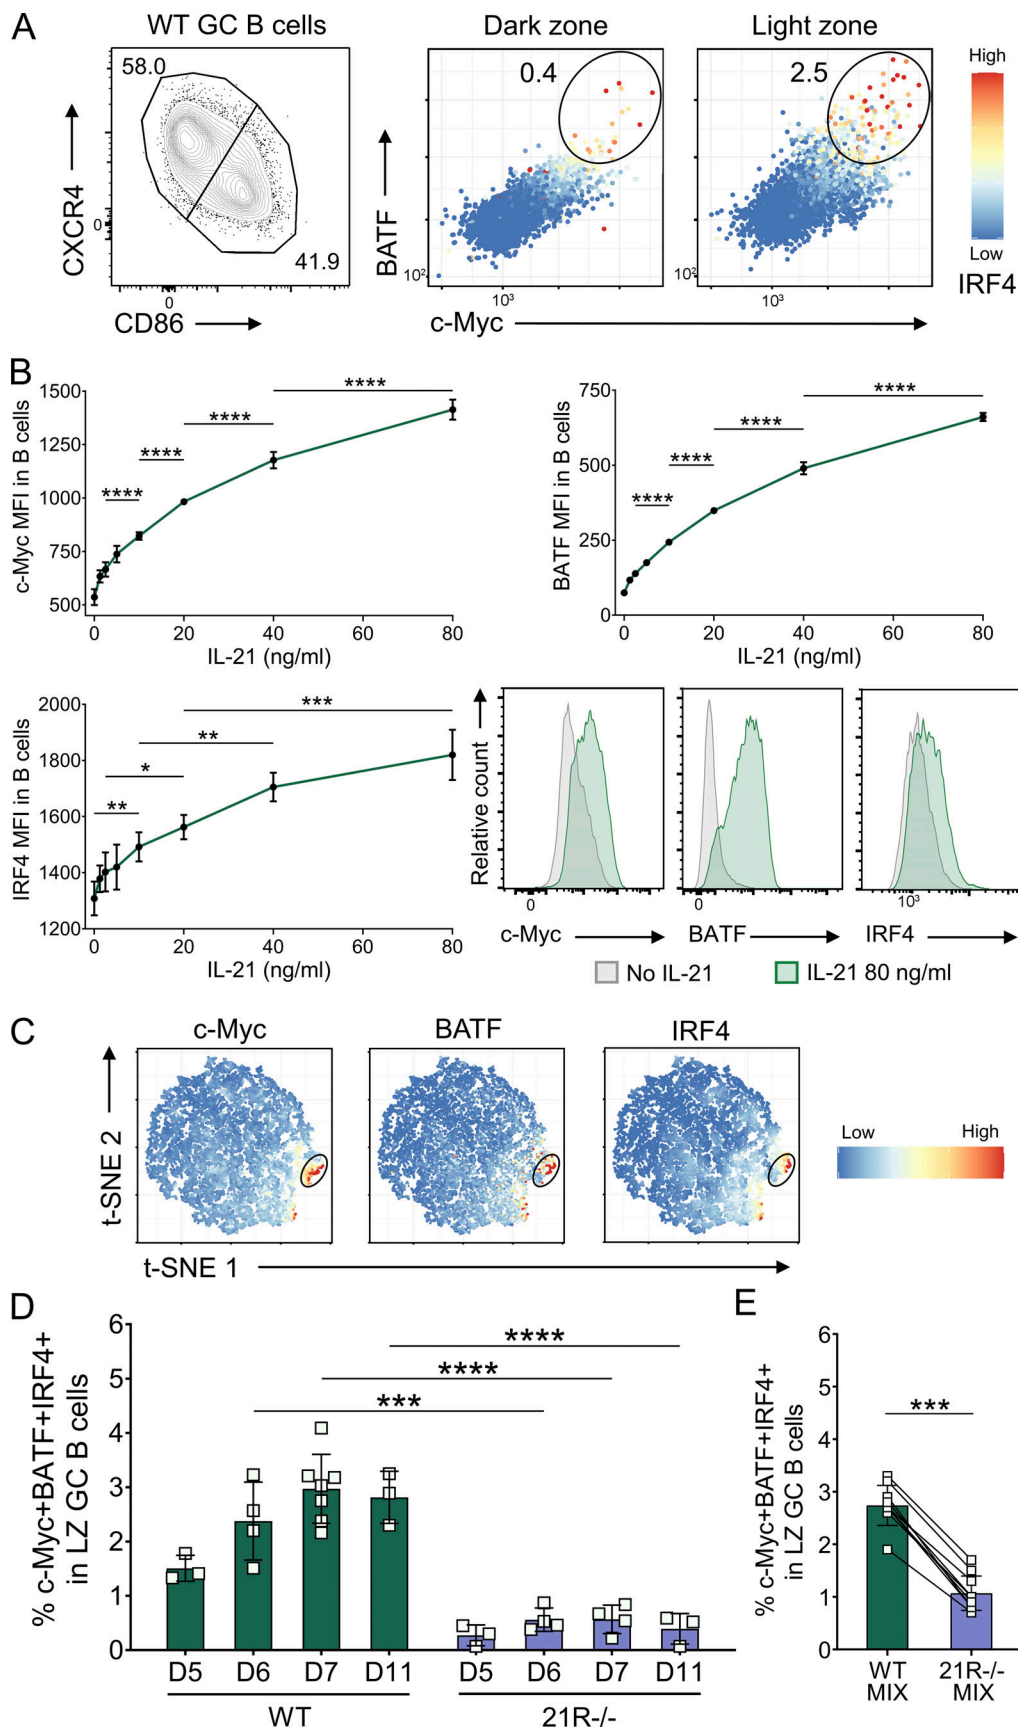 A
WT GC B cells
Dark zone
Light zone
58.0
41.9
0
0
CXCR4
CD86
0.4
2.5
BATF
10²
10³
10²
10³
c-Myc
High
Low
IRF4
B
c-Myc MFI in B cells
1500
1250
1000
750
500
****
****
****
****
0 20 40 60 80
IL-21 (ng/ml)
BATF MFI in B cells
750
500
250
0
****
****
****
****
0 20 40 60 80
IL-21 (ng/ml)
IRF4 MFI in B cells
2000
1800
1600
1400
1200
***
**
*
**
0 20 40 60 80
IL-21 (ng/ml)
Relative count
0
0
10³
c-Myc
BATF
IRF4
No IL-21
IL-21 80 ng/ml
C
c-Myc
BATF
IRF4
t-SNE 2
t-SNE 1
Low
High
D
% c-Myc+BATF+IRF4+
in LZ GC B cells
6
5
4
3
2
1
0
****
****
***
D5 D6 D7 D11 D5 D6 D7 D11
WT
21R-/-
E
% c-Myc+BATF+IRF4+
in LZ GC B cells
6
5
4
3
2
1
0
***
WT
MIX
21R-/-
MIX